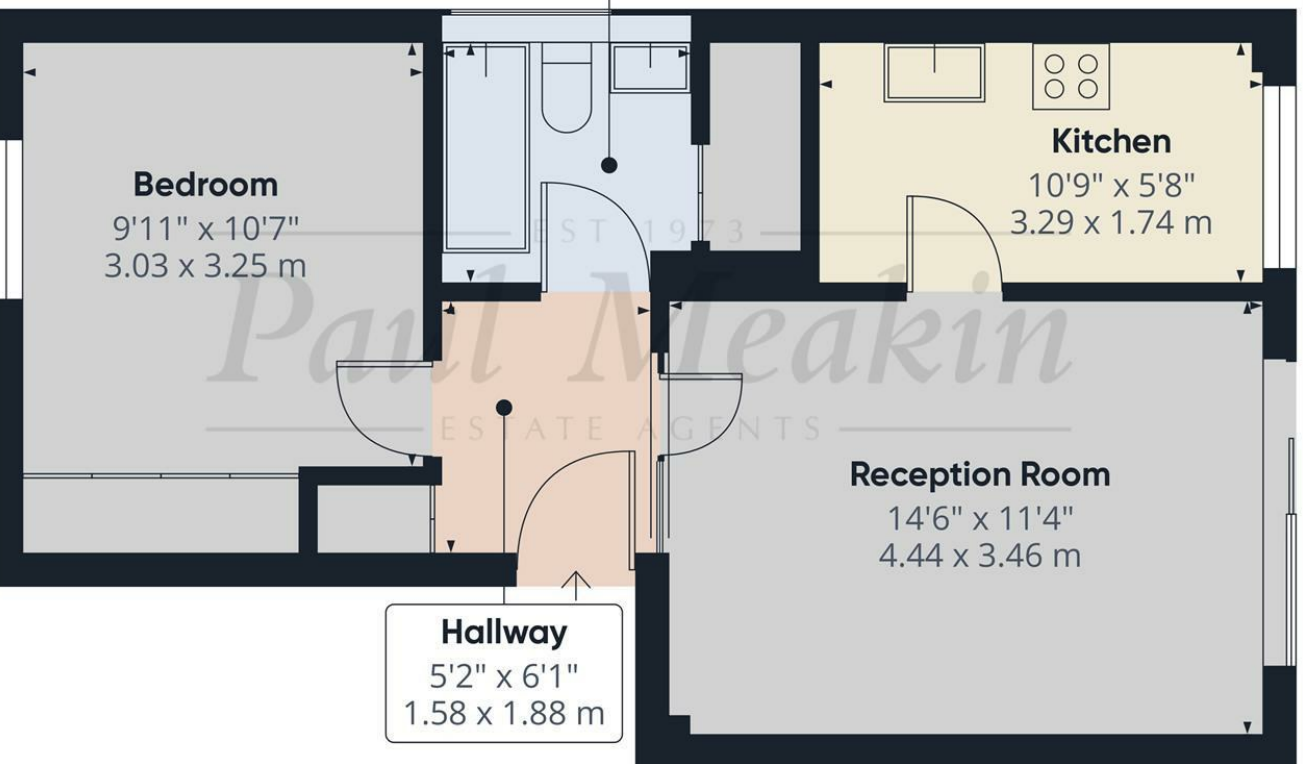 Bedroom
9'11" x 10'7"
3.03 x 3.25 m
Kitchen
10'9" x 5'8"
3.29 x 1.74 m
EST 1973
Paul Meakin
ESTATE AGENTS
Reception Room
14'6" x 11'4"
4.44 x 3.46 m
Hallway
5'2" x 6'1"
1.58 x 1.88 m